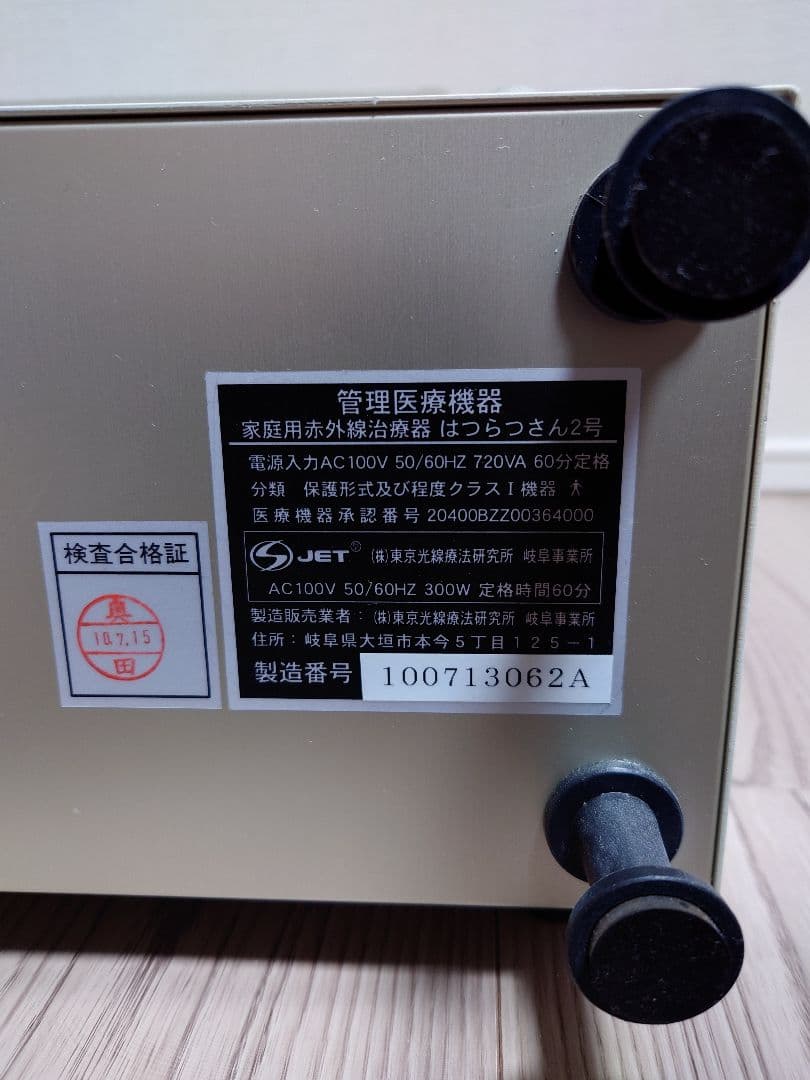 管理医療機器
家庭用赤外線治療器 はつらつさん2号
電源入力AC100V 50/60HZ 720VA 60分定格
分類 保護形式及び程度クラスⅠ機器
医療機器承認番号 20400BZZ00364000
JET® (株)東京光線療法研究所 岐阜事業所
AC100V 50/60HZ 300W 定格時間60分
製造販売業者：(株)東京光線療法研究所 岐阜事業所
住所：岐阜県大垣市本今5丁目125-1
製造番号 100713062A
検査合格証
真
10.7.15
田